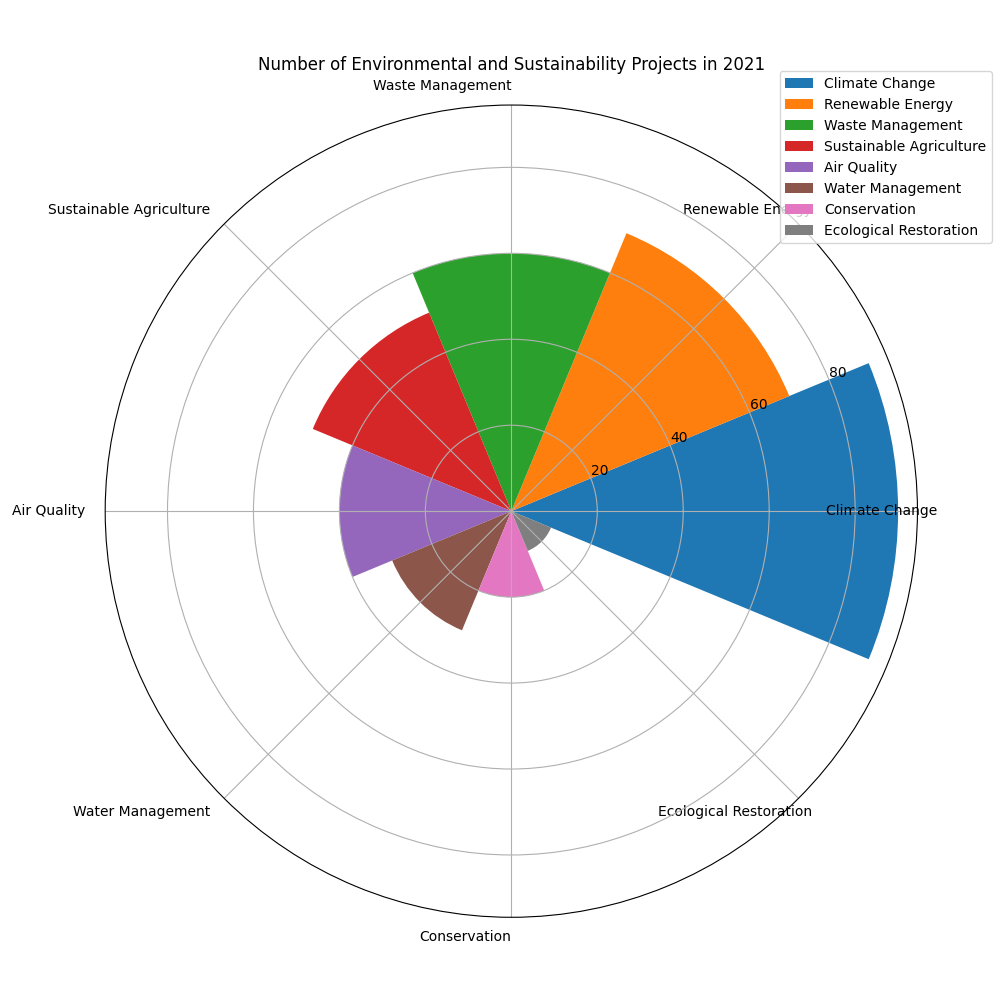 Number of Environmental and Sustainability Projects in 2021
Waste Management
Climate Change
Renewable Energy
Waste Management
Sustainable Agriculture
Air Quality
Water Management
Conservation
Ecological Restoration
Sustainable Agriculture
Renewable Energy
80
60
40
20
Air Quality
Climate Change
Water Management
Ecological Restoration
Conservation